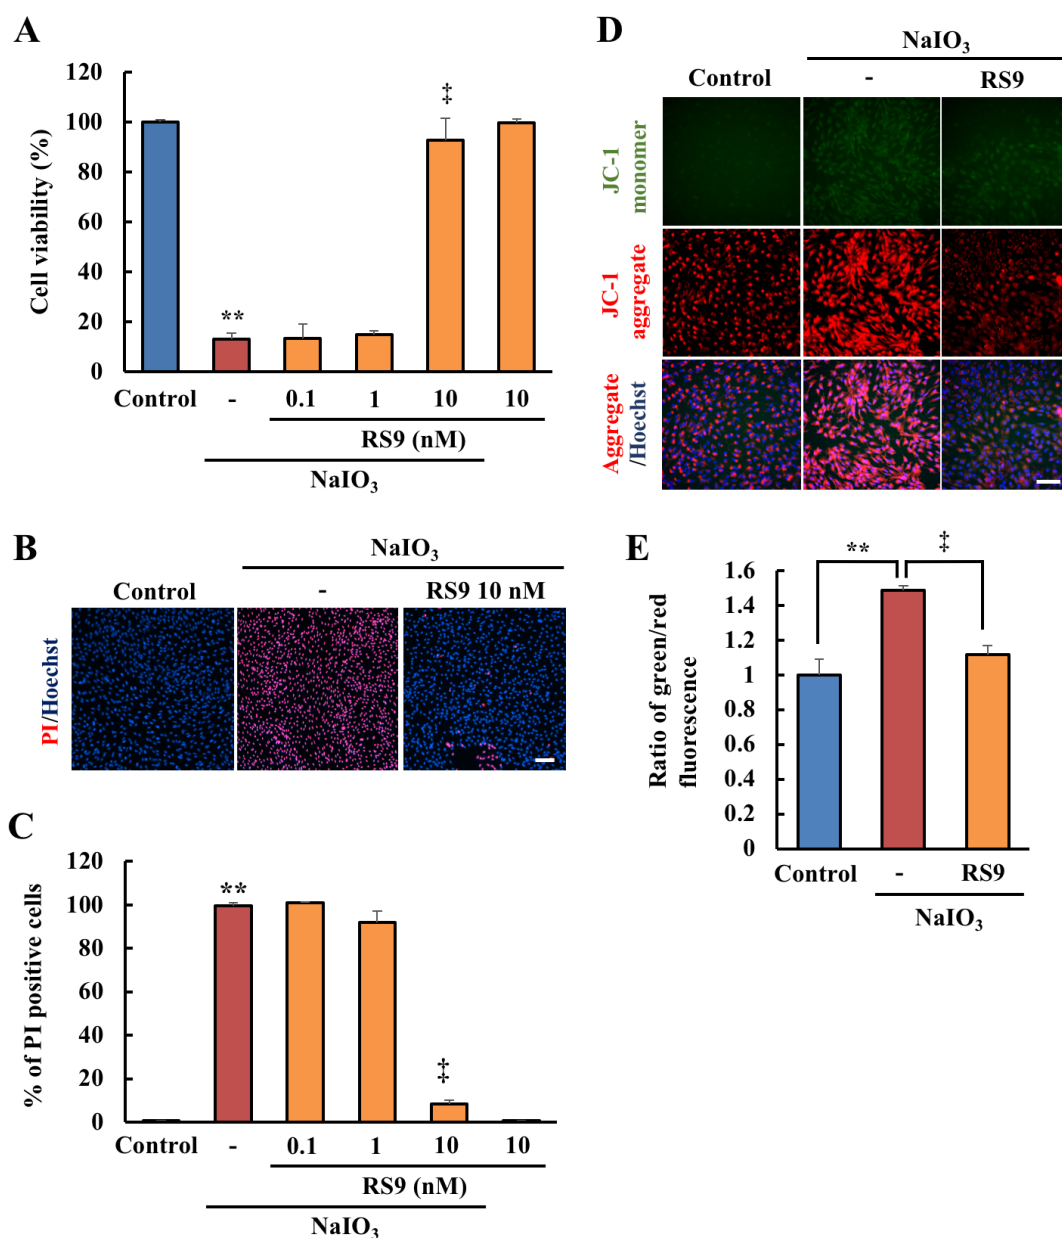 A
Cell viability (%)
120
100
80
60
40
20
0
**
‡
Control
-
0.1
1
10
10
RS9 (nM)
NaIO3
B
NaIO3
Control
-
RS9 10 nM
PI/Hoechst
C
% of PI positive cells
120
100
80
60
40
20
0
**
‡
Control
-
0.1
1
10
10
RS9 (nM)
NaIO3
D
NaIO3
Control
-
RS9
JC-1
monomer
JC-1
aggregate
Aggregate
/Hoechst
E
**
‡
Ratio of green/red
fluorescence
1.6
1.4
1.2
1
0.8
0.6
0.4
0.2
0
Control
-
RS9
NaIO3